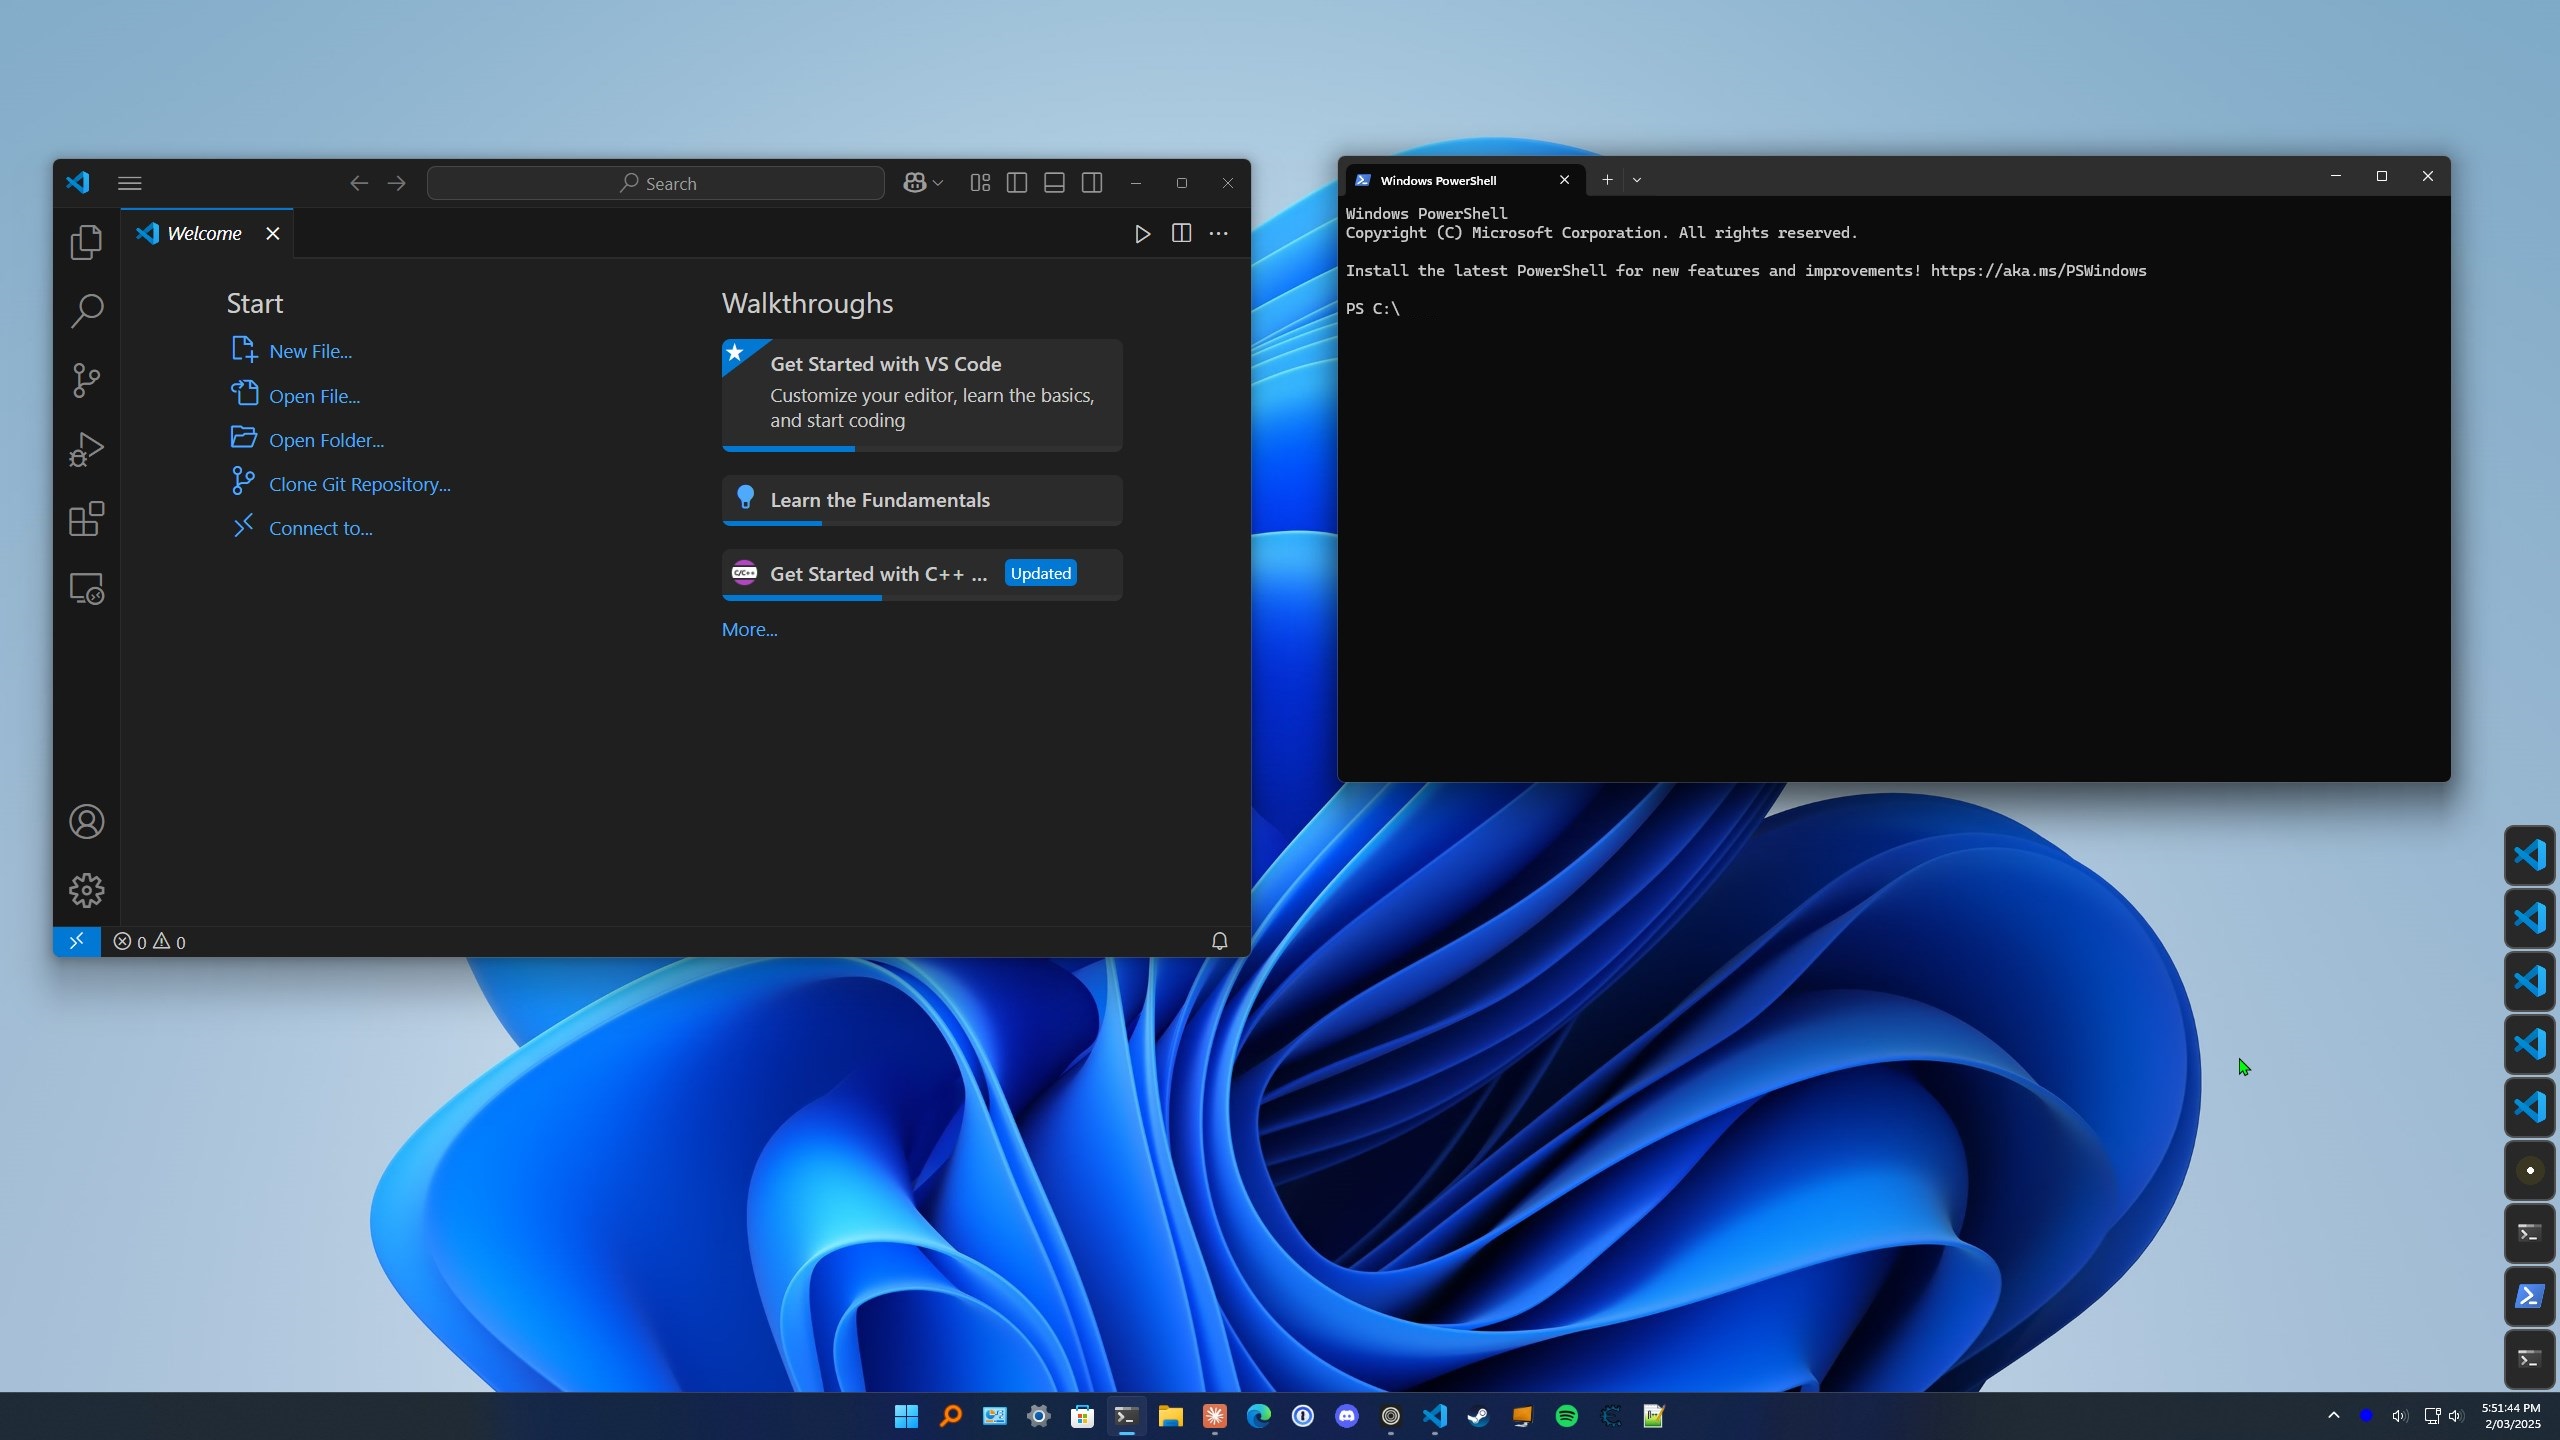 Search
Welcome
Start
New File...
Open File...
Open Folder...
Clone Git Repository...
Connect to...
Walkthroughs
Get Started with VS Code
Customize your editor, learn the basics,
and start coding
Learn the Fundamentals
C/C++
Get Started with C++ ...
Updated
More...
0
0
Windows PowerShell
Windows PowerShell
Copyright (C) Microsoft Corporation. All rights reserved.
Install the latest PowerShell for new features and improvements! https://aka.ms/PSWindows
PS C:\
5:51:44 PM
2/03/2025